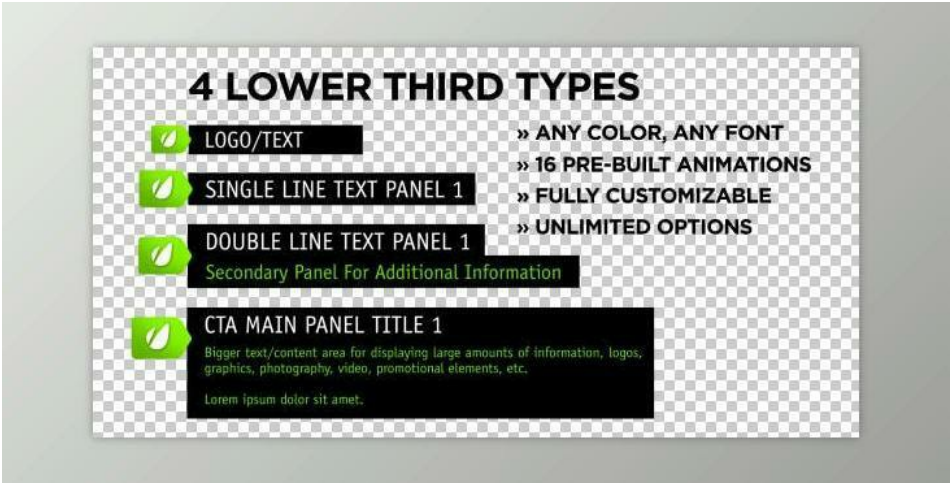 4 LOWER THIRD TYPES
LOGO/TEXT
SINGLE LINE TEXT PANEL 1
DOUBLE LINE TEXT PANEL 1
Secondary Panel For Additional Information
CTA MAIN PANEL TITLE 1
Bigger text/content area for displaying large amounts of information, logos,
graphics, photography, video, promotional elements, etc.
Lorem ipsum dolor sit amet.
» ANY COLOR, ANY FONT
» 16 PRE-BUILT ANIMATIONS
» FULLY CUSTOMIZABLE
» UNLIMITED OPTIONS